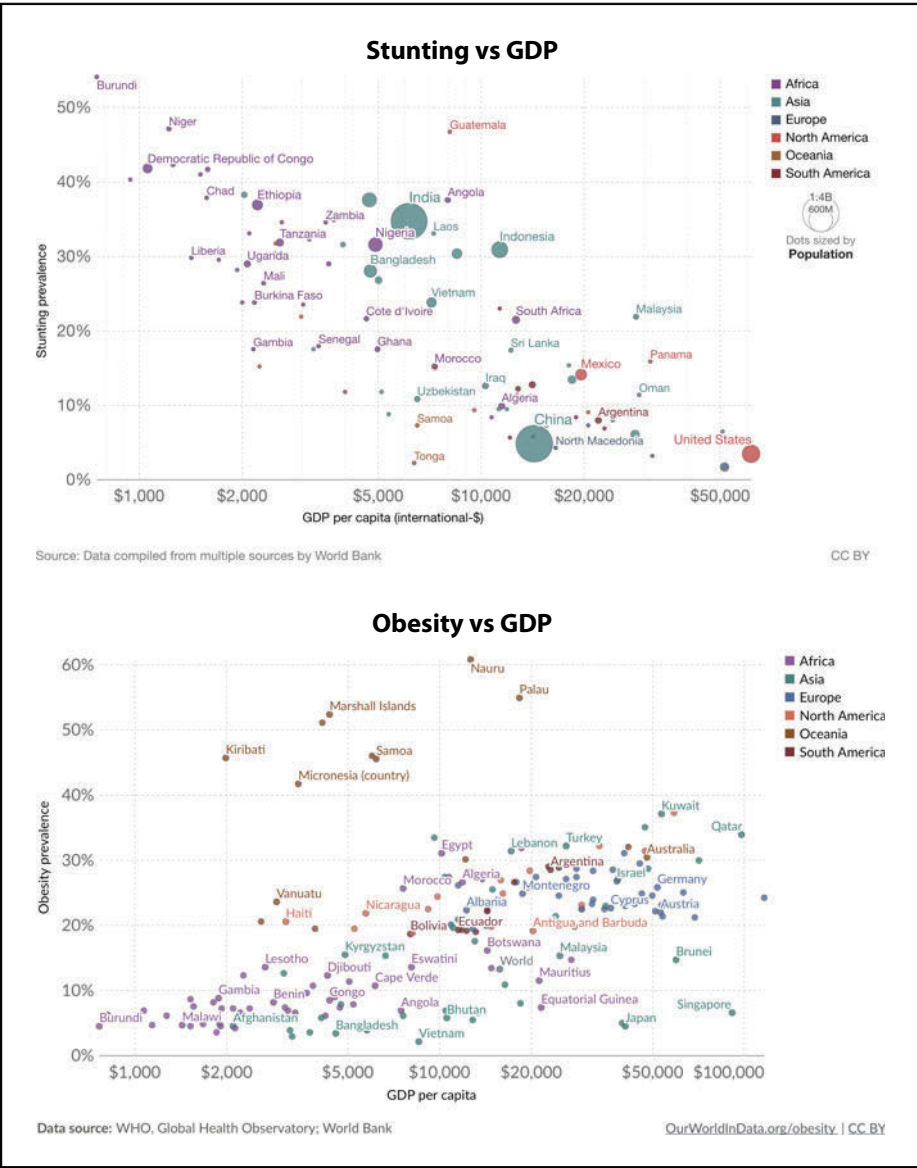 Stunting vs GDP
Stunting prevalence
50%
40%
30%
20%
10%
0%
Burundi
Niger
Guatemala
Democratic Republic of Congo
Chad
Ethiopia
India
Angola
Zambia
Tanzania
Nigeria
Laos
Indonesia
Liberia
Uganda
Bangladesh
Mali
Burkina Faso
Vietnam
Cote d'Ivoire
South Africa
Malaysia
Gambia
Senegal
Ghana
Sri Lanka
Morocco
Mexico
Panama
Iraq
Uzbekistan
Algeria
Oman
Samoa
China
Argentina
North Macedonia
United States
Tonga
$1,000
$2,000
$5,000
$10,000
$20,000
$50,000
GDP per capita (international-$)
Africa
Asia
Europe
North America
Oceania
South America
1:4B
600M
Dots sized by
Population
Source: Data compiled from multiple sources by World Bank
CC BY
Obesity vs GDP
Obesity prevalence
60%
50%
40%
30%
20%
10%
0%
Nauru
Palau
Marshall Islands
Kiribati
Samoa
Micronesia (country)
Kuwait
Qatar
Egypt
Lebanon
Turkey
Australia
Argentina
Morocco
Algeria
Israel
Germany
Montenegro
Vanuatu
Haiti
Nicaragua
Albania
Cyprus
Austria
Bolivia
Ecuador
Antigua and Barbuda
Kyrgyzstan
Botswana
Malaysia
Brunei
Lesotho
Djibouti
Eswatini
World
Cape Verde
Mauritius
Gambia
Benin
Congo
Angola
Equatorial Guinea
Burundi
Malawi
Afghanistan
Bangladesh
Bhutan
Vietnam
Japan
Singapore
$1,000
$2,000
$5,000
$10,000
$20,000
$50,000
$100,000
GDP per capita
Africa
Asia
Europe
North America
Oceania
South America
Data source: WHO, Global Health Observatory; World Bank
OurWorldInData.org/obesity | CC BY